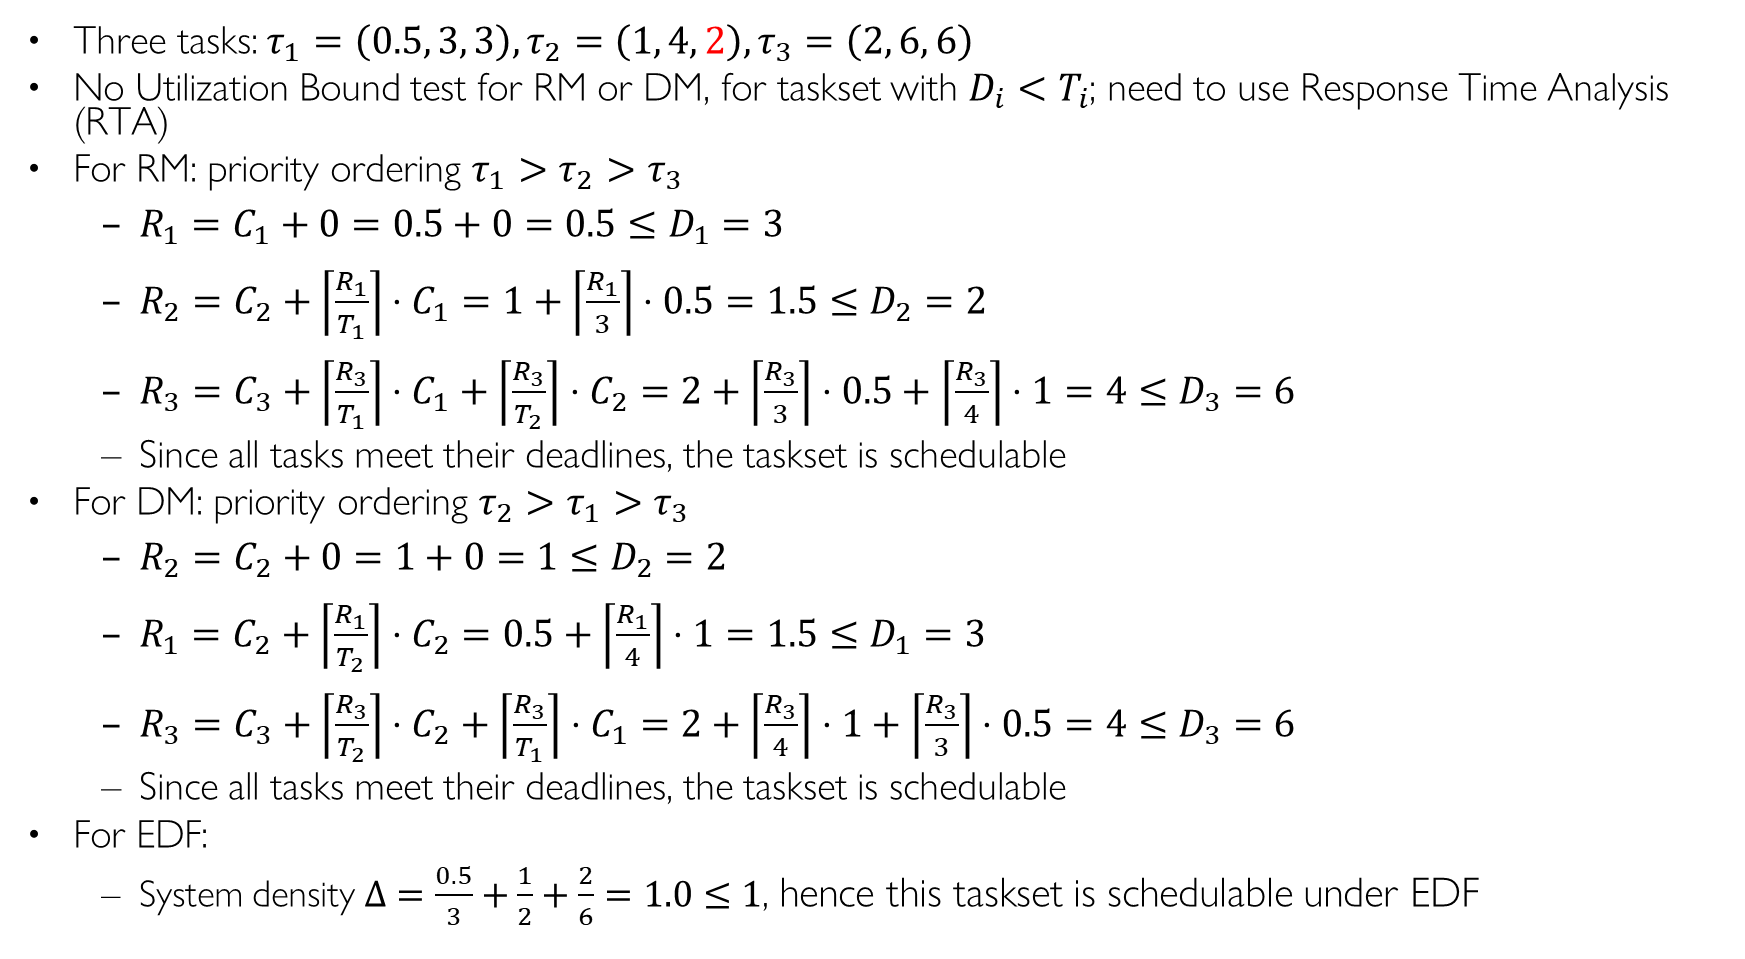 • Three tasks: τ₁ = (0.5, 3, 3), τ₂ = (1, 4, 2), τ₃ = (2, 6, 6)
• No Utilization Bound test for RM or DM, for taskset with Dᵢ < Tᵢ; need to use Response Time Analysis
(RTA)
• For RM: priority ordering τ₁ > τ₂ > τ₃
– R₁ = C₁ + 0 = 0.5 + 0 = 0.5 ≤ D₁ = 3
– R₂ = C₂ + ⌈R₁/T₁⌉ · C₁ = 1 + ⌈R₁/3⌉ · 0.5 = 1.5 ≤ D₂ = 2
– R₃ = C₃ + ⌈R₃/T₁⌉ · C₁ + ⌈R₃/T₂⌉ · C₂ = 2 + ⌈R₃/3⌉ · 0.5 + ⌈R₃/4⌉ · 1 = 4 ≤ D₃ = 6
– Since all tasks meet their deadlines, the taskset is schedulable
• For DM: priority ordering τ₂ > τ₁ > τ₃
– R₂ = C₂ + 0 = 1 + 0 = 1 ≤ D₂ = 2
– R₁ = C₂ + ⌈R₁/T₂⌉ · C₂ = 0.5 + ⌈R₁/4⌉ · 1 = 1.5 ≤ D₁ = 3
– R₃ = C₃ + ⌈R₃/T₂⌉ · C₂ + ⌈R₃/T₁⌉ · C₁ = 2 + ⌈R₃/4⌉ · 1 + ⌈R₃/3⌉ · 0.5 = 4 ≤ D₃ = 6
– Since all tasks meet their deadlines, the taskset is schedulable
• For EDF:
– System density Δ = 0.5/3 + 1/2 + 2/6 = 1.0 ≤ 1, hence this taskset is schedulable under EDF